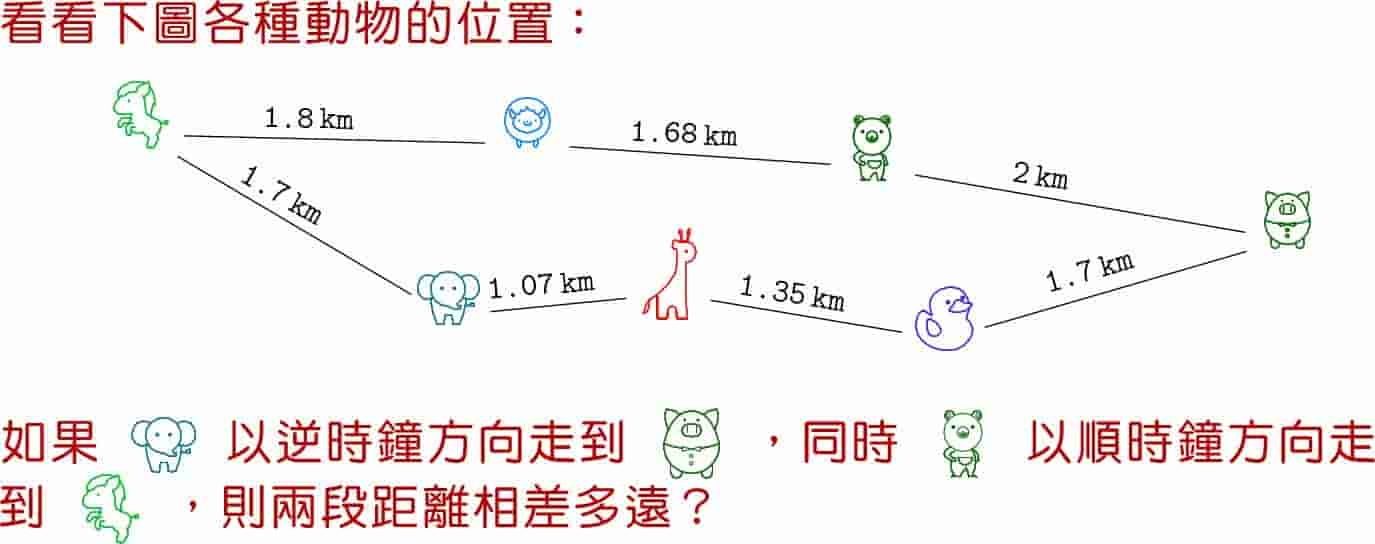 看看下圖各種動物的位置：
1.8 km
1.68 km
2 km
1.7 km
1.07 km
1.35 km
1.7 km
如果 以逆時鐘方向走到 ，同時 以順時鐘方向走
到 ，則兩段距離相差多遠？